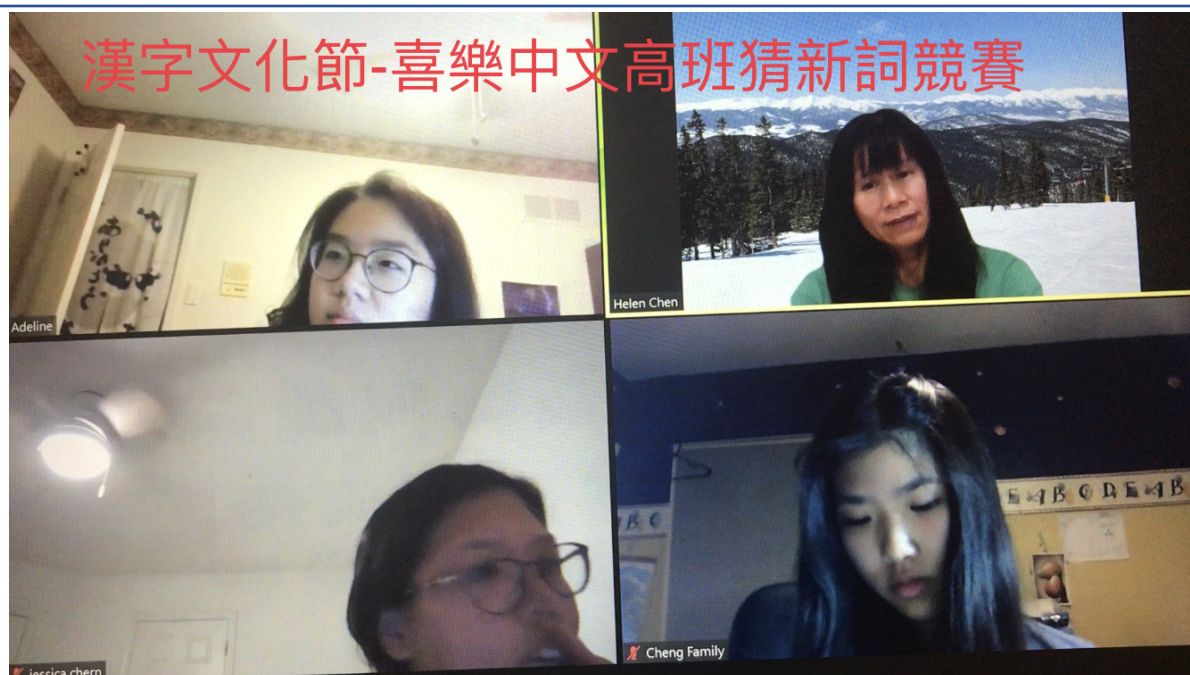 漢字文化節-喜樂中文高班猜新詞競賽
Adeline
Helen Chen
jessica chern
Cheng Family